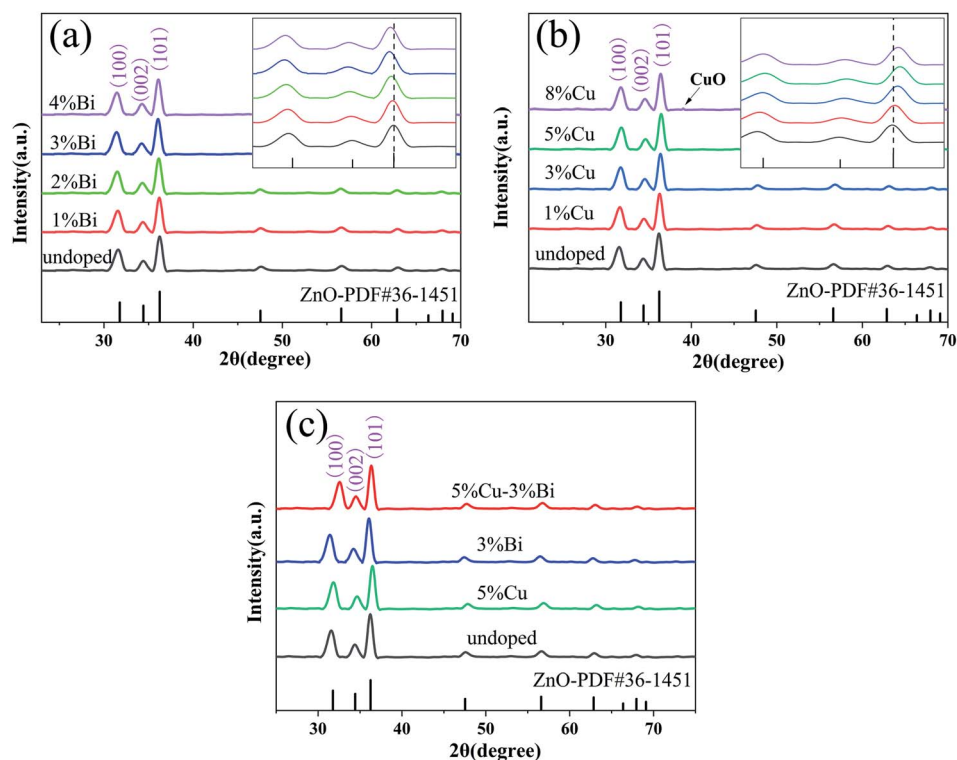 (a)
(100)
(002)
(101)
4%Bi
3%Bi
2%Bi
1%Bi
undoped
ZnO-PDF#36-1451
Intensity(a.u.)
30 40 50 60 70
2θ(degree)
(b)
(100)
(002)
(101)
CuO
8%Cu
5%Cu
3%Cu
1%Cu
undoped
ZnO-PDF#36-1451
Intensity(a.u.)
30 40 50 60 70
2θ(degree)
(c)
(100)
(002)
(101)
5%Cu-3%Bi
3%Bi
5%Cu
undoped
ZnO-PDF#36-1451
Intensity(a.u.)
30 40 50 60 70
2θ(degree)